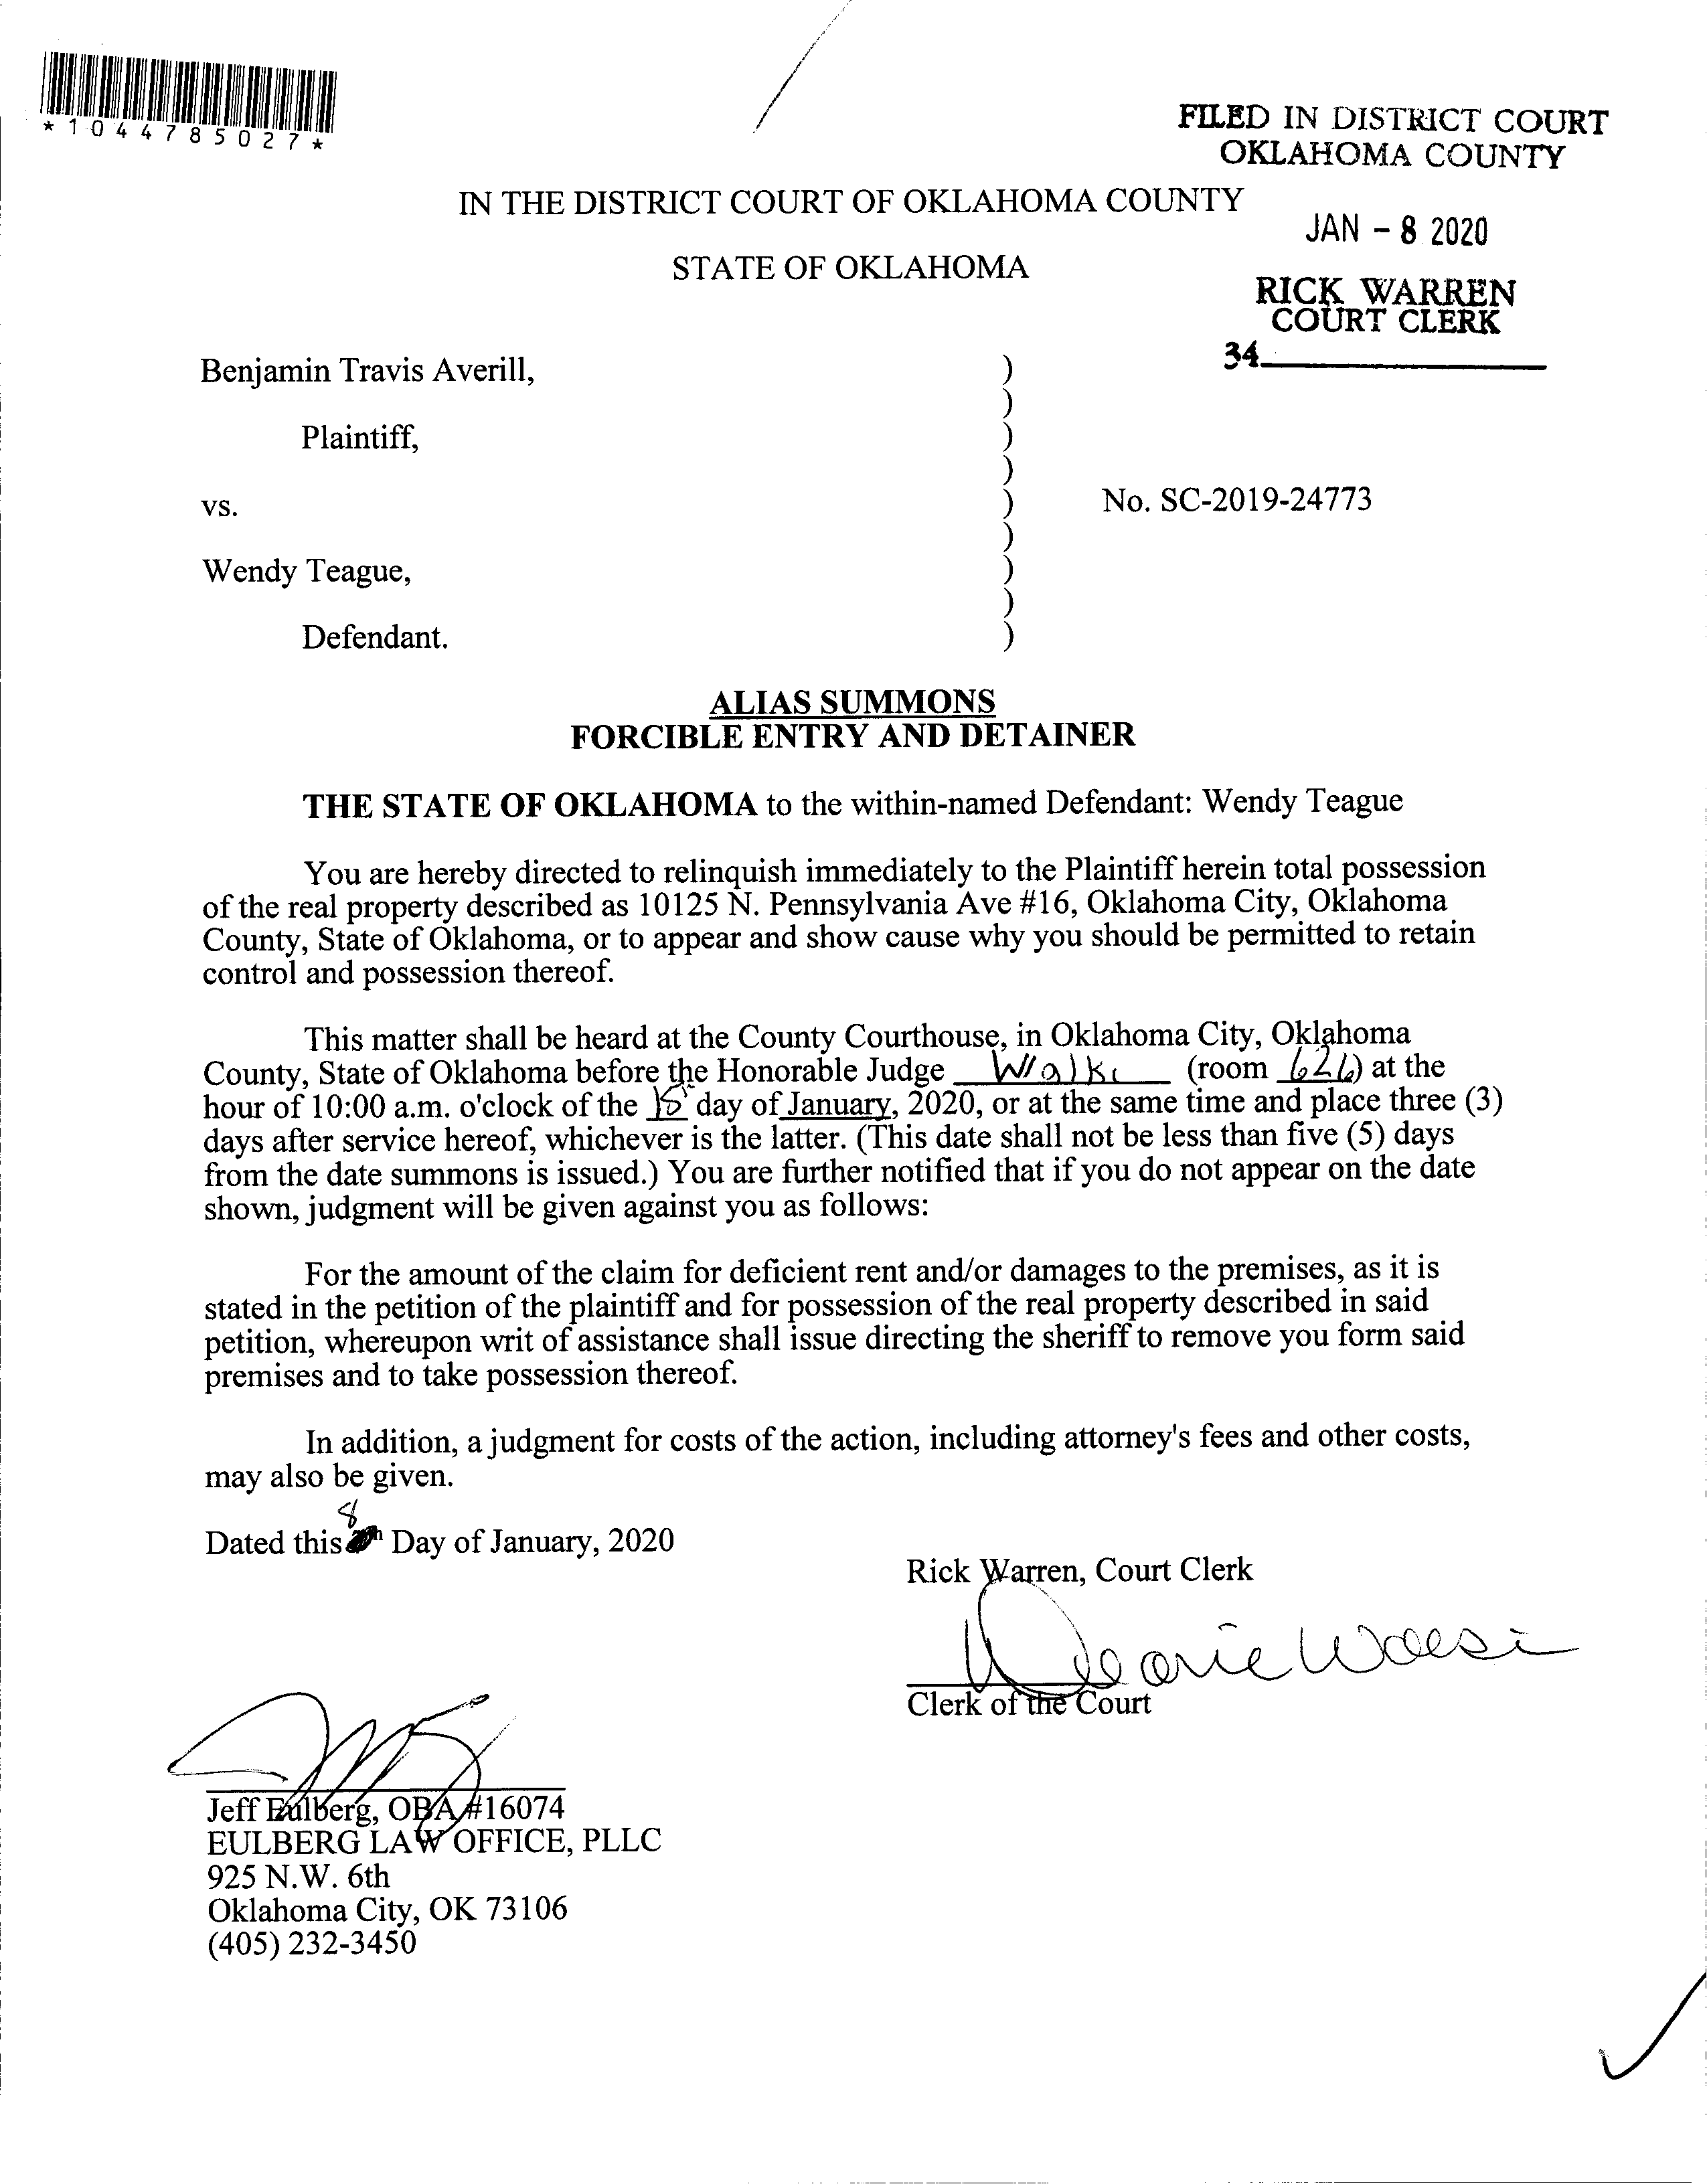 *1044785027*
FILED IN DISTRICT COURT
OKLAHOMA COUNTY
IN THE DISTRICT COURT OF OKLAHOMA COUNTY
JAN - 8 2020
STATE OF OKLAHOMA
RICK WARREN
COURT CLERK
34
Benjamin Travis Averill, )
)
Plaintiff, )
)
vs. ) No. SC-2019-24773
)
Wendy Teague, )
)
Defendant. )
ALIAS SUMMONS
FORCIBLE ENTRY AND DETAINER
THE STATE OF OKLAHOMA to the within-named Defendant: Wendy Teague
You are hereby directed to relinquish immediately to the Plaintiff herein total possession
of the real property described as 10125 N. Pennsylvania Ave #16, Oklahoma City, Oklahoma
County, State of Oklahoma, or to appear and show cause why you should be permitted to retain
control and possession thereof.
This matter shall be heard at the County Courthouse, in Oklahoma City, Oklahoma
County, State of Oklahoma before the Honorable Judge (room 626) at the
hour of 10:00 a.m. o'clock of the 15 day of January, 2020, or at the same time and place three (3)
days after service hereof, whichever is the latter. (This date shall not be less than five (5) days
from the date summons is issued.) You are further notified that if you do not appear on the date
shown, judgment will be given against you as follows:
For the amount of the claim for deficient rent and/or damages to the premises, as it is
stated in the petition of the plaintiff and for possession of the real property described in said
petition, whereupon writ of assistance shall issue directing the sheriff to remove you form said
premises and to take possession thereof.
In addition, a judgment for costs of the action, including attorney's fees and other costs,
may also be given.
Dated this 8 Day of January, 2020
Rick Warren, Court Clerk
Clerk of the Court
Jeff Eulberg, OBA #16074
EULBERG LAW OFFICE, PLLC
925 N.W. 6th
Oklahoma City, OK 73106
(405) 232-3450